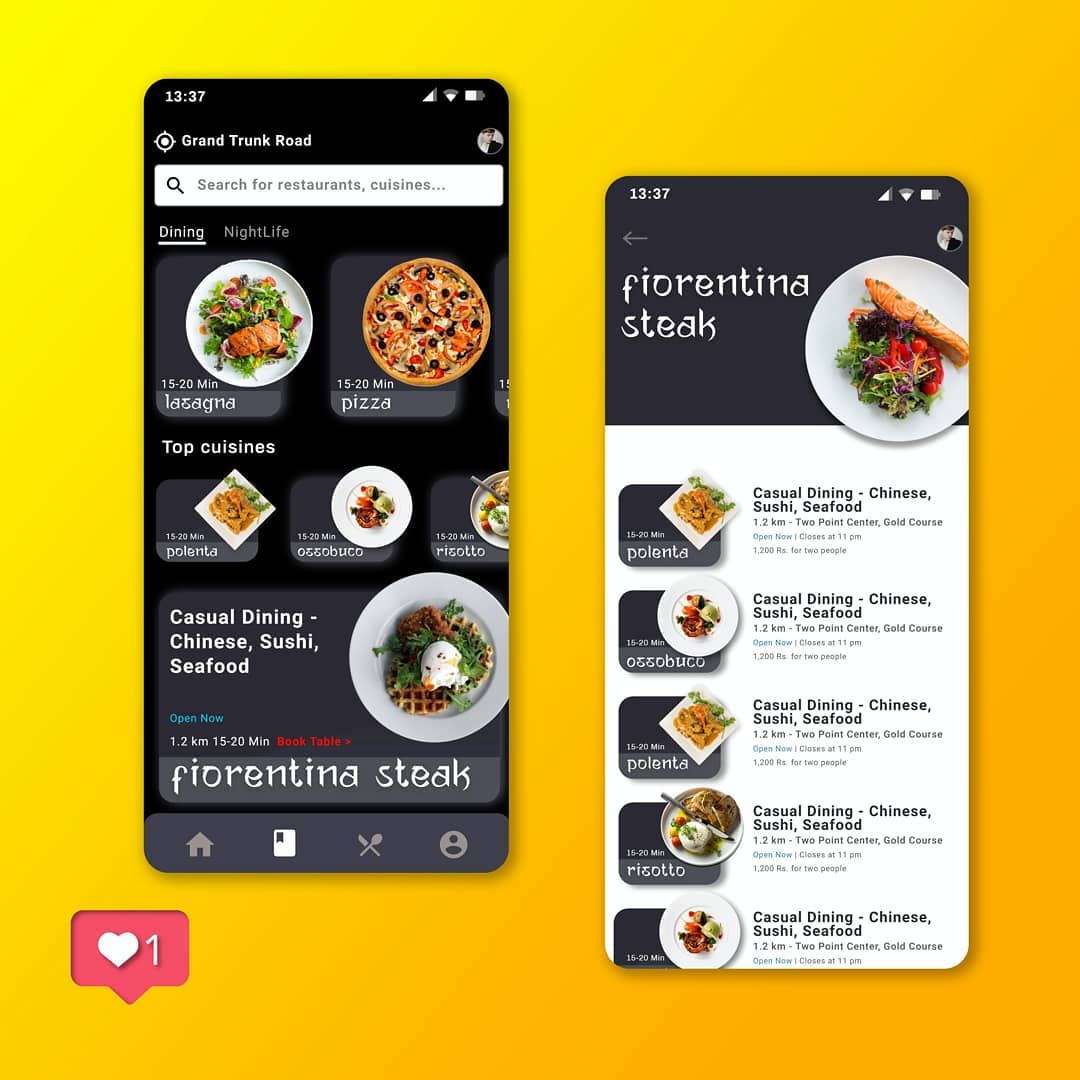 13:37
Grand Trunk Road
Search for restaurants, cuisines...
Dining NightLife
15-20 Min
lasagna
15-20 Min
pizza
Top cuisines
15-20 Min
polenta
15-20 Min
ossobuco
15-20 Min
risotto
Casual Dining -
Chinese, Sushi,
Seafood
Open Now
1.2 km 15-20 Min Book Table >
fiorentina steak
1
13:37
fiorentina
steak
15-20 Min
polenta
Casual Dining - Chinese,
Sushi, Seafood
1.2 km - Two Point Center, Gold Course
Open Now | Closes at 11 pm
1,200 Rs. for two people
15-20 Min
ossobuco
Casual Dining - Chinese,
Sushi, Seafood
1.2 km - Two Point Center, Gold Course
Open Now | Closes at 11 pm
1,200 Rs. for two people
15-20 Min
polenta
Casual Dining - Chinese,
Sushi, Seafood
1.2 km - Two Point Center, Gold Course
Open Now | Closes at 11 pm
1,200 Rs. for two people
15-20 Min
risotto
Casual Dining - Chinese,
Sushi, Seafood
1.2 km - Two Point Center, Gold Course
Open Now | Closes at 11 pm
1,200 Rs. for two people
15-20 Min
Casual Dining - Chinese,
Sushi, Seafood
1.2 km - Two Point Center, Gold Course
Open Now | Closes at 11 pm